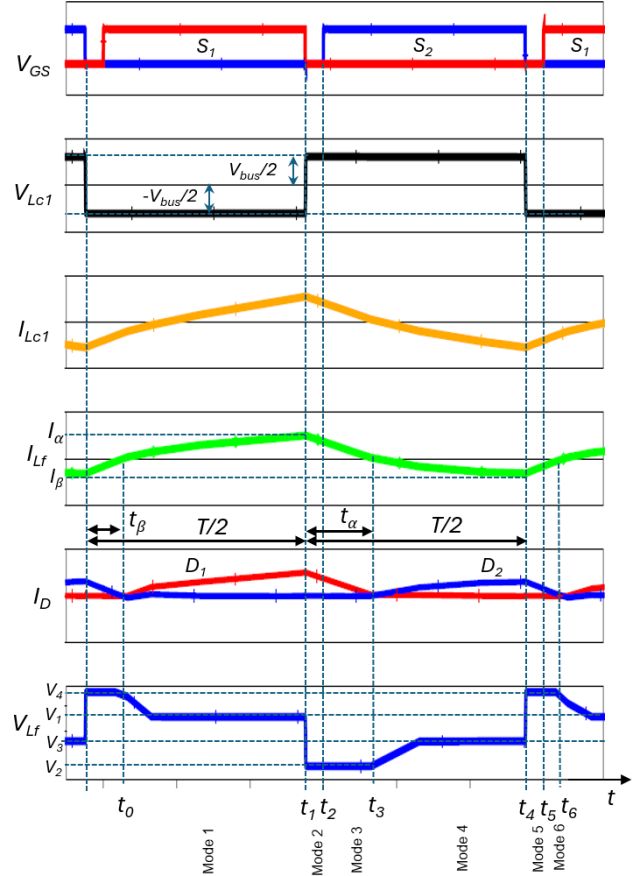 V_GS
S_1
S_2
S_1
V_Lc1
V_bus/2
-V_bus/2
I_Lc1
I_α
I_Lf
I_β
t_β
T/2
t_α
T/2
I_D
D_1
D_2
V_Lf
V_4
V_1
V_3
V_2
t_0
t_1
t_2
t_3
t_4
t_5
t_6
t
Mode 1
Mode 2
Mode 3
Mode 4
Mode 5
Mode 6